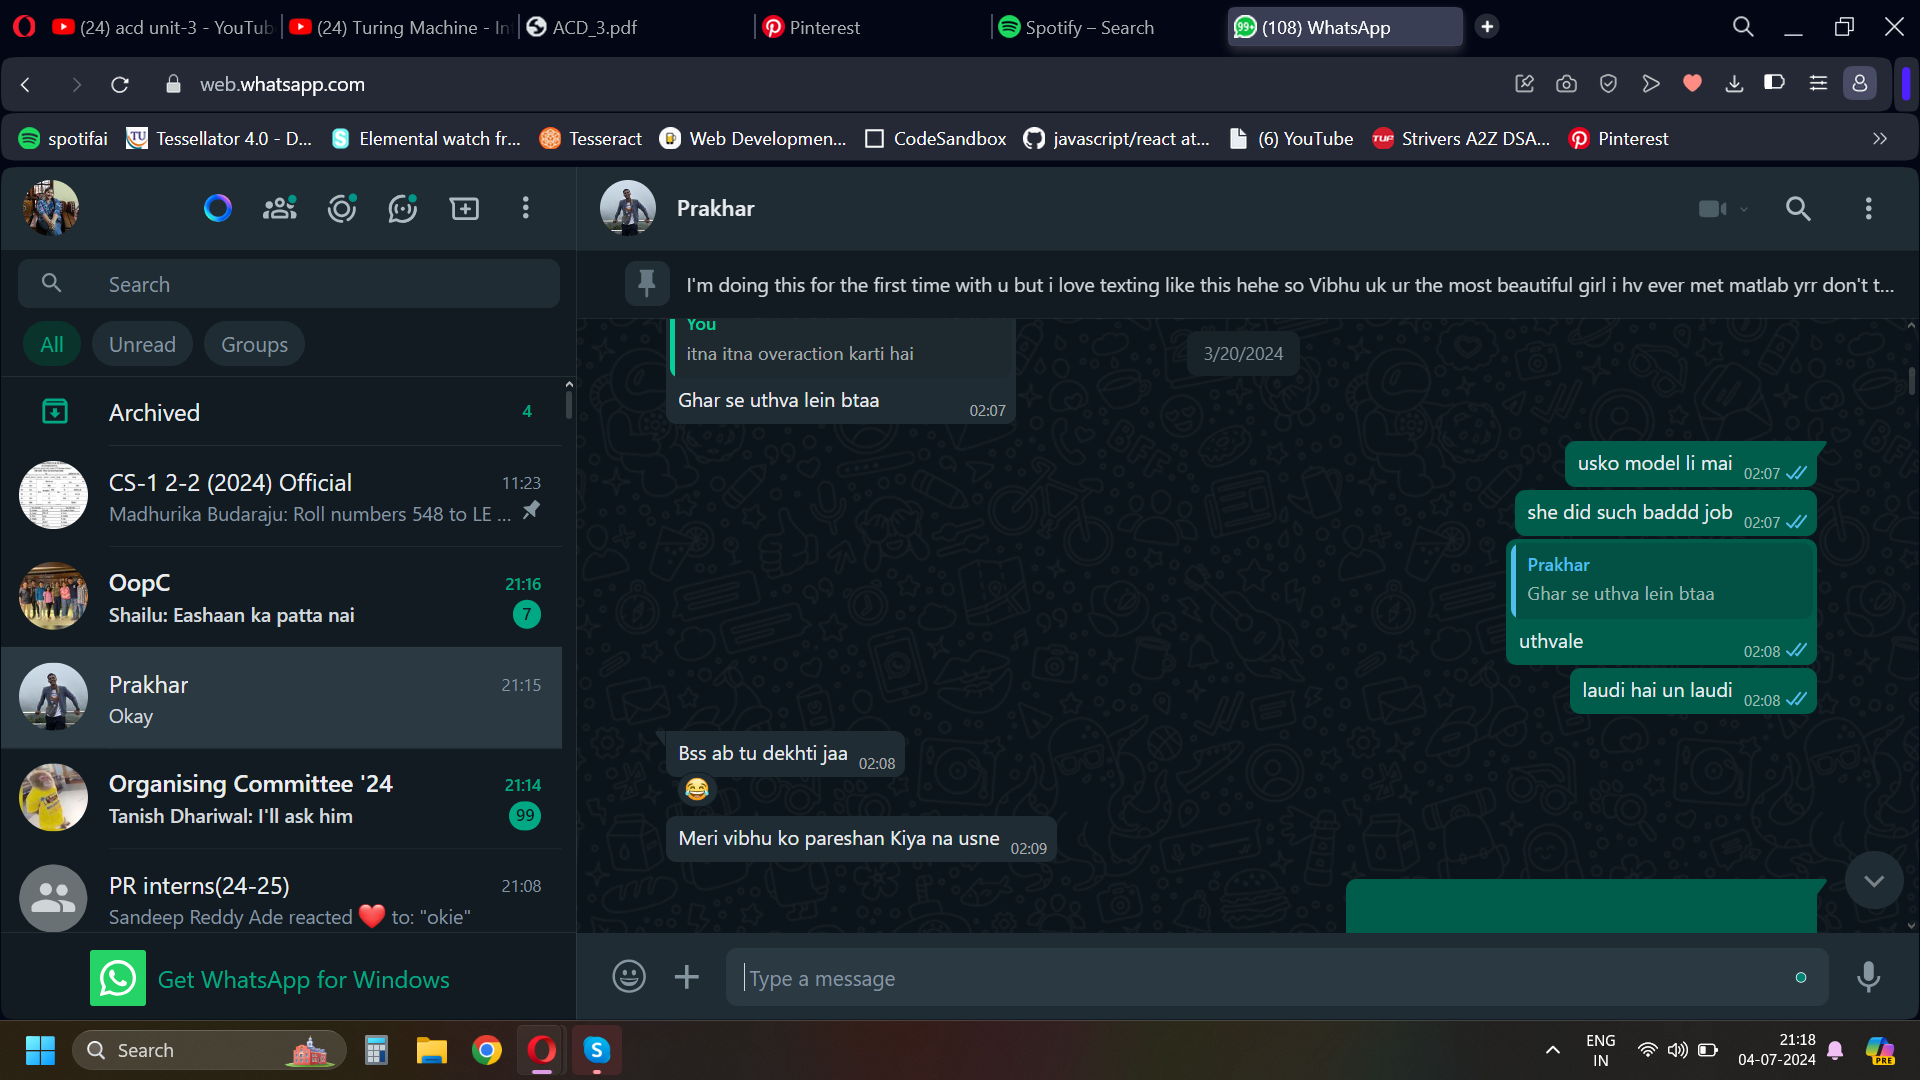 (24) acd unit-3 - YouTub
(24) Turing Machine - In
ACD_3.pdf
Pinterest
Spotify – Search
99+
(108) WhatsApp
web.whatsapp.com
spotifai
TU
Tessellator 4.0 - D...
Elemental watch fr...
Tesseract
Web Developmen...
CodeSandbox
javascript/react at...
(6) YouTube
TUF
Strivers A2Z DSA...
Pinterest
Prakhar
Search
I'm doing this for the first time with u but i love texting like this hehe so Vibhu uk ur the most beautiful girl i hv ever met matlab yrr don't t...
All
Unread
Groups
Archived
4
CS-1 2-2 (2024) Official
11:23
Madhurika Budaraju: Roll numbers 548 to LE ...
OopC
21:16
Shailu: Eashaan ka patta nai
7
Prakhar
21:15
Okay
Organising Committee '24
21:14
Tanish Dhariwal: I'll ask him
99
PR interns(24-25)
21:08
Sandeep Reddy Ade reacted ❤️ to: "okie"
Get WhatsApp for Windows
3/20/2024
You
itna itna overaction karti hai
Ghar se uthva lein btaa
02:07
usko model li mai
02:07
she did such baddd job
02:07
Prakhar
Ghar se uthva lein btaa
uthvale
02:08
laudi hai un laudi
02:08
Bss ab tu dekhti jaa
02:08
😂
Meri vibhu ko pareshan Kiya na usne
02:09
Type a message
Search
S
ENG
IN
21:18
04-07-2024
PRE